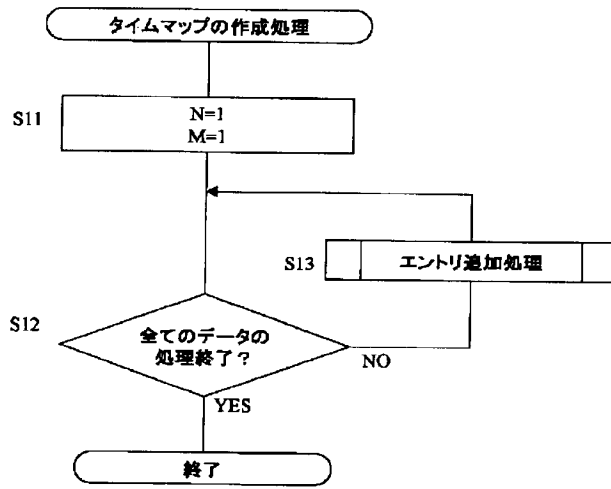 タイムマップの作成処理
S11
N=1
M=1
S13
エントリ追加処理
S12
全てのデータの
処理終了？
NO
YES
終了